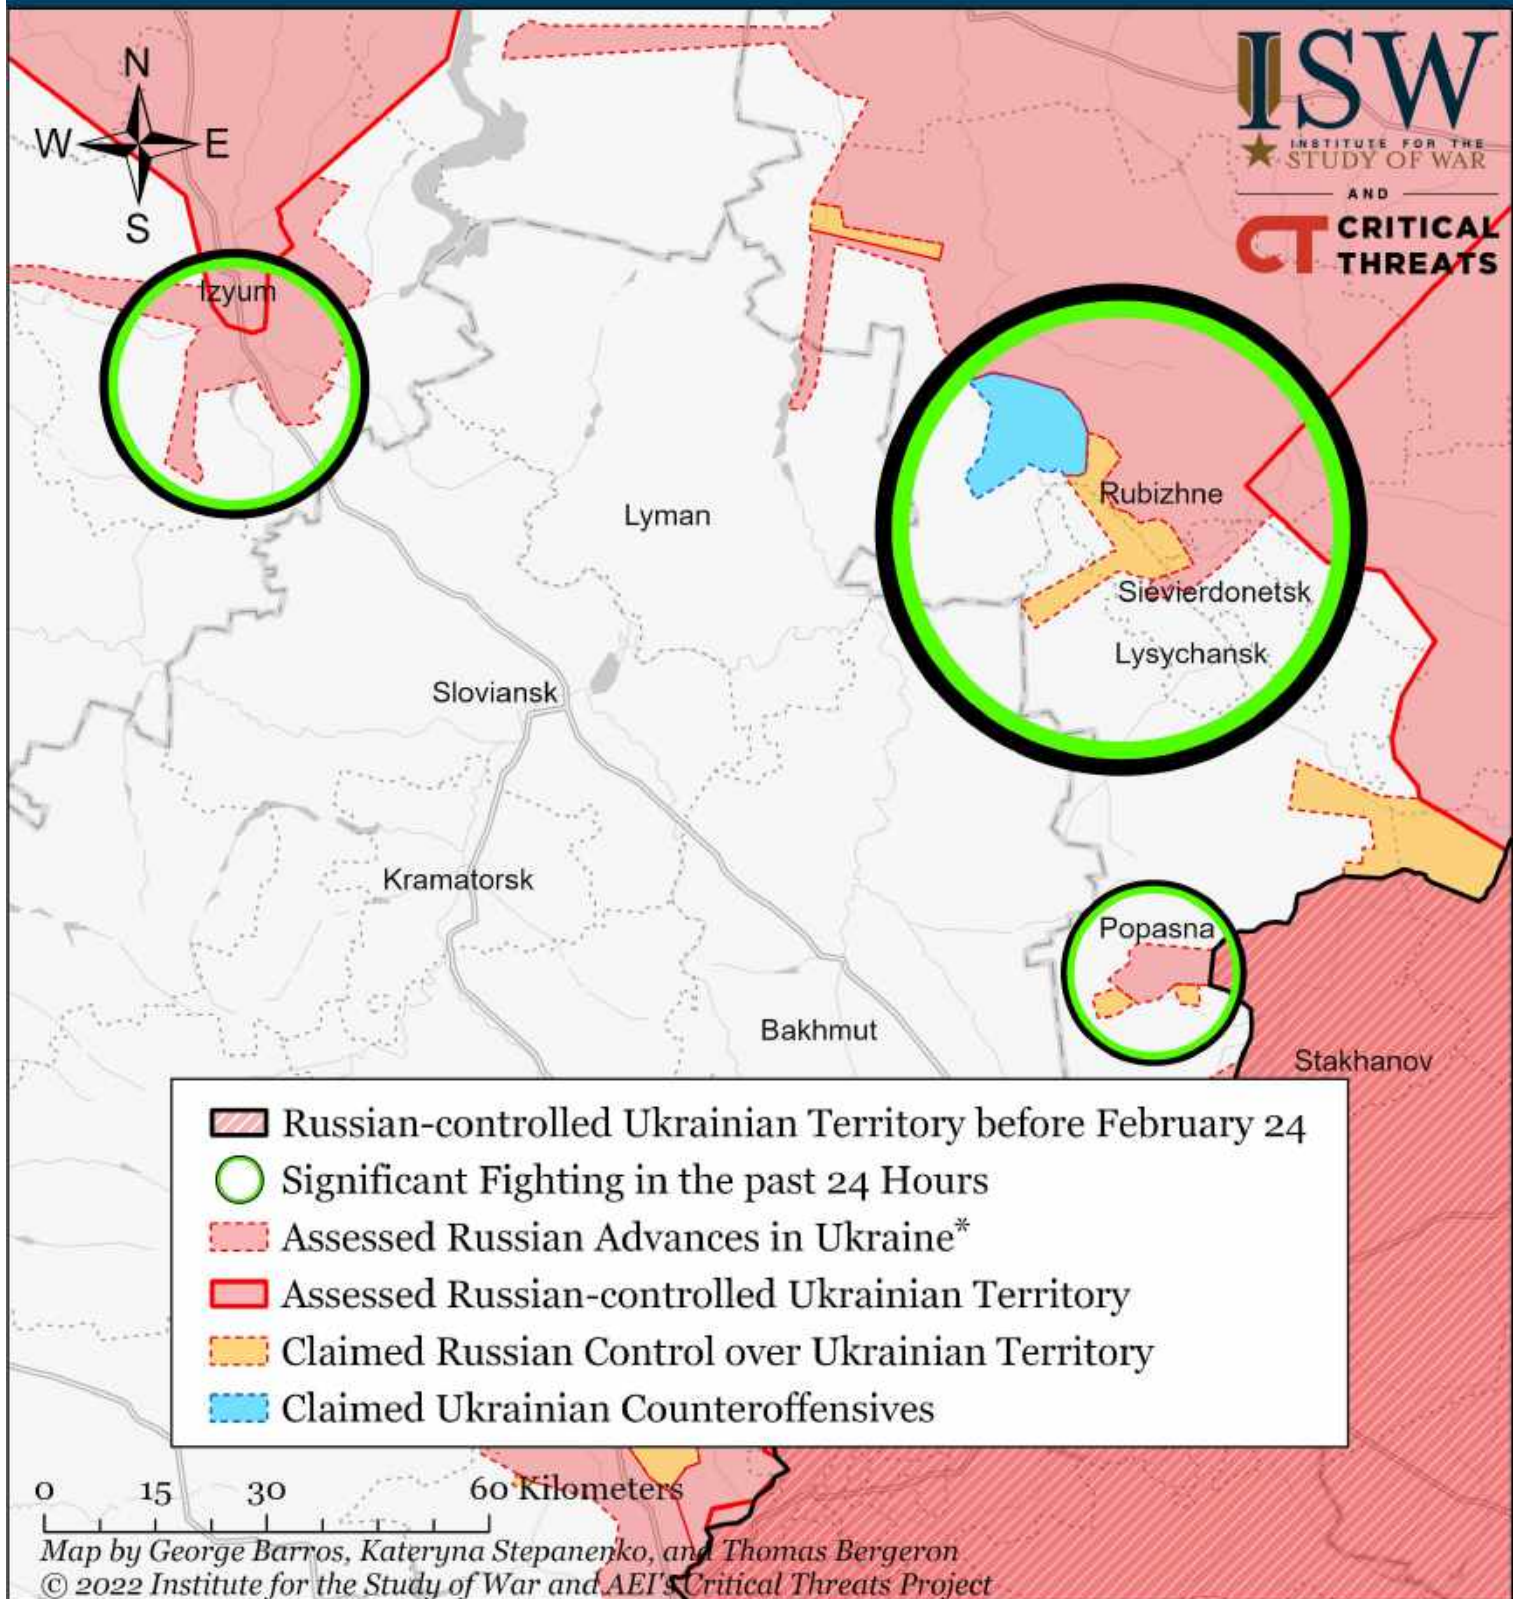 N
W E
S
ISW
INSTITUTE FOR THE
STUDY OF WAR
AND
CT CRITICAL
THREATS
Izyum
Rubizhne
Lyman
Sievierdonetsk
Lysychansk
Sloviansk
Kramatorsk
Popasna
Bakhmut
Stakhanov
Russian-controlled Ukrainian Territory before February 24
Significant Fighting in the past 24 Hours
Assessed Russian Advances in Ukraine*
Assessed Russian-controlled Ukrainian Territory
Claimed Russian Control over Ukrainian Territory
Claimed Ukrainian Counteroffensives
0 15 30 60 Kilometers
Map by George Barros, Kateryna Stepanenko, and Thomas Bergeron
© 2022 Institute for the Study of War and AEI's Critical Threats Project